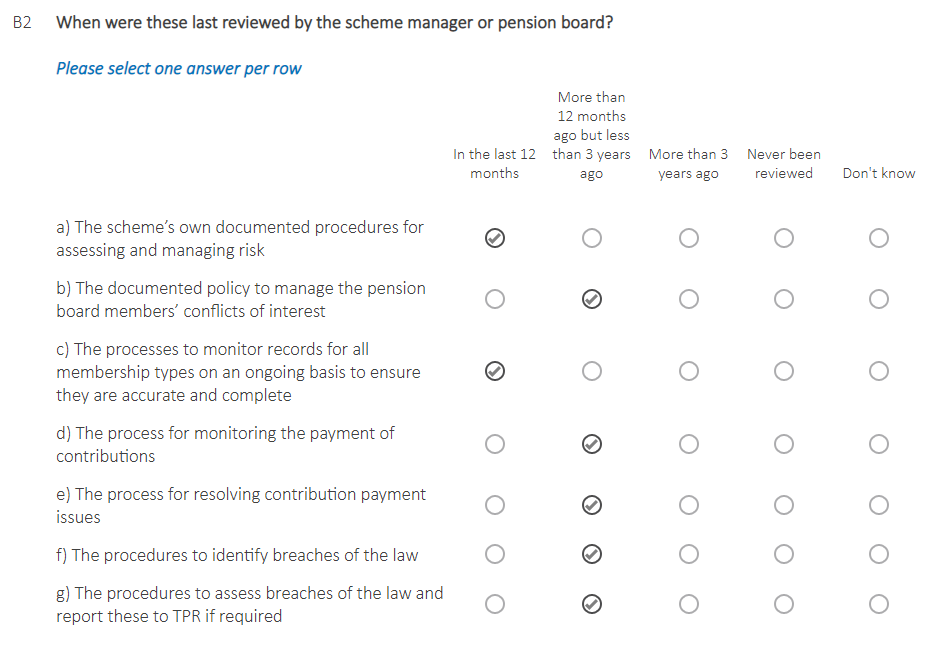 B2 When were these last reviewed by the scheme manager or pension board?
Please select one answer per row
More than
12 months
ago but less
In the last 12 than 3 years More than 3 Never been
months ago years ago reviewed Don't know
a) The scheme’s own documented procedures for
assessing and managing risk
b) The documented policy to manage the pension
board members’ conflicts of interest
c) The processes to monitor records for all
membership types on an ongoing basis to ensure
they are accurate and complete
d) The process for monitoring the payment of
contributions
e) The process for resolving contribution payment
issues
f) The procedures to identify breaches of the law
g) The procedures to assess breaches of the law and
report these to TPR if required